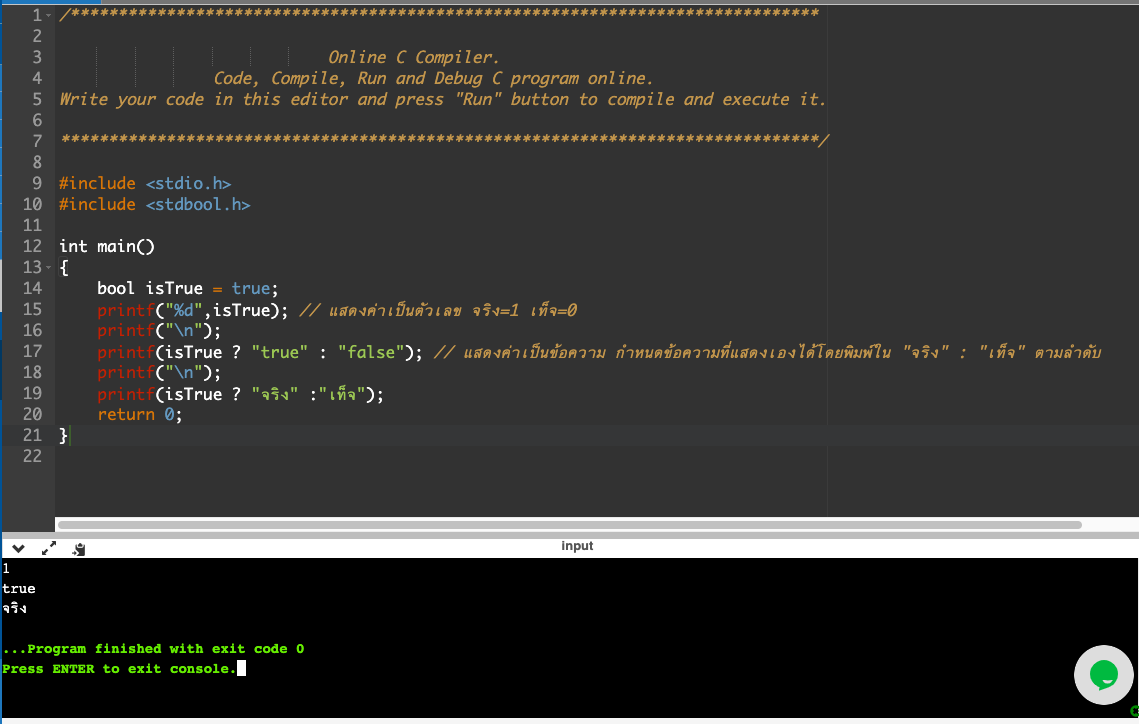 1 /******************************************************************************
2
3 Online C Compiler.
4 Code, Compile, Run and Debug C program online.
5 Write your code in this editor and press "Run" button to compile and execute it.
6
7 *******************************************************************************/
8
9 #include <stdio.h>
10 #include <stdbool.h>
11
12 int main()
13 {
14 bool isTrue = true;
15 printf("%d",isTrue); // แสดงค่าเป็นตัวเลข จริง=1 เท็จ=0
16 printf("\n");
17 printf(isTrue ? "true" : "false"); // แสดงค่าเป็นข้อความ กำหนดข้อความที่แสดงเองได้โดยพิมพ์ใน "จริง" : "เท็จ" ตามลำดับ
18 printf("\n");
19 printf(isTrue ? "จริง" :"เท็จ");
20 return 0;
21 }
22
input
1
true
จริง
...Program finished with exit code 0
Press ENTER to exit console.